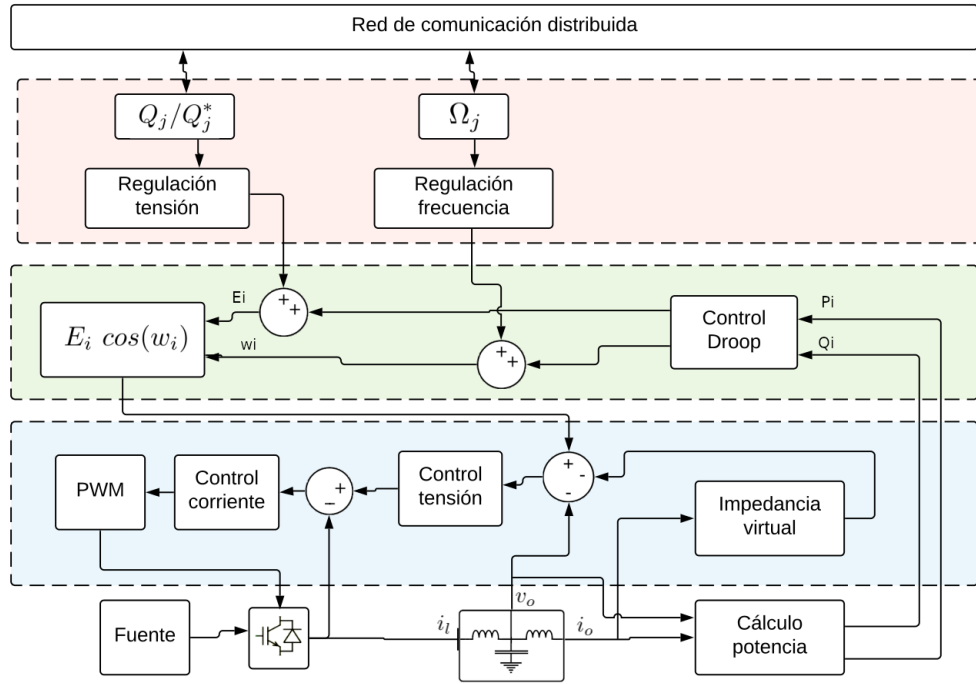 Red de comunicación distribuida
Q_j/Q_j^*
Ω_j
Regulación
tensión
Regulación
frecuencia
Ei
wi
E_i cos(w_i)
+
+
+
+
Control
Droop
Pi
Qi
PWM
Control
corriente
+
−
Control
tensión
+
-
-
Impedancia
virtual
Fuente
i_l
v_o
i_o
Cálculo
potencia